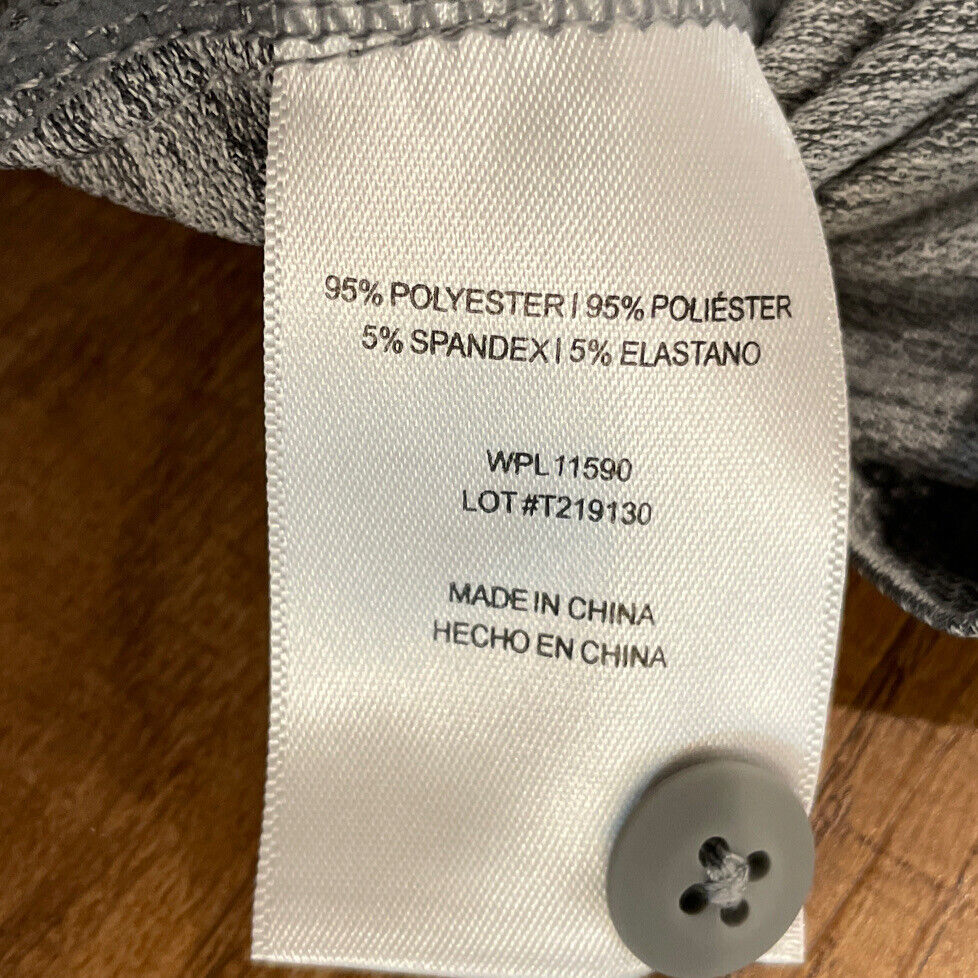 95% POLYESTER | 95% POLIÉSTER
5% SPANDEX | 5% ELASTANO
WPL 11590
LOT #T219130
MADE IN CHINA
HECHO EN CHINA